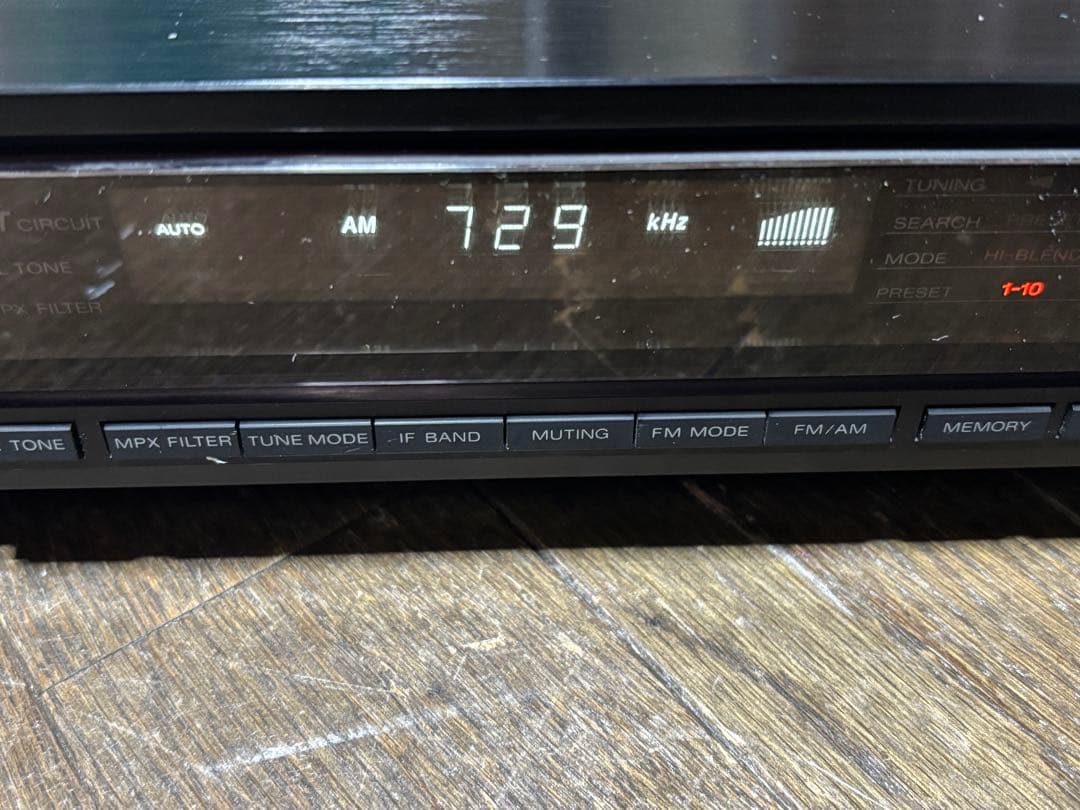 TUNING
T CIRCUIT AUTO AM 729 kHz SEARCH
L TONE MODE HI-BLEND
PX FILTER PRESET 1-10
L TONE MPX FILTER TUNE MODE IF BAND MUTING FM MODE FM/AM MEMORY